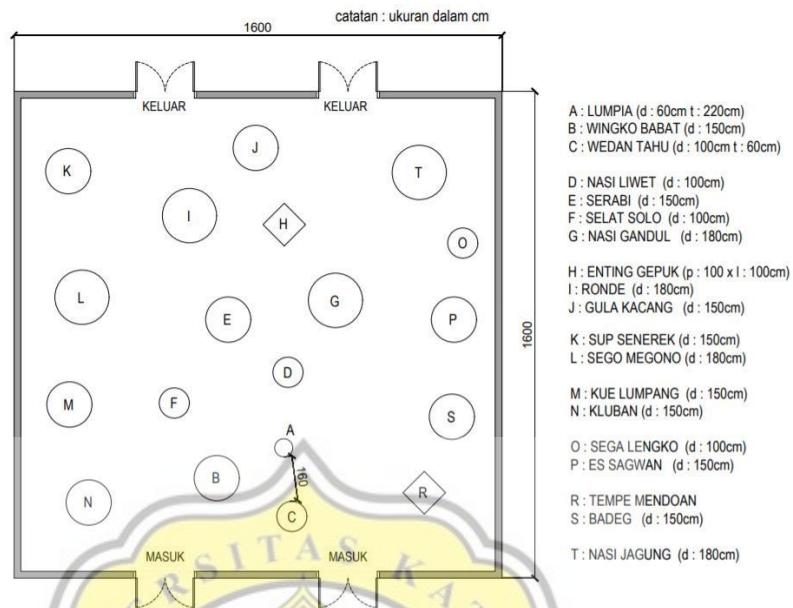 catatan : ukuran dalam cm
1600
KELUAR
KELUAR
J
K
T
I
H
O
L
G
E
P
D
M
F
S
A
B
160
R
N
C
MASUK
MASUK
1600
A : LUMPIA (d : 60cm t : 220cm)
B : WINGKO BABAT (d : 150cm)
C : WEDAN TAHU (d : 100cm t : 60cm)
D : NASI LIWET (d : 100cm)
E : SERABI (d : 150cm)
F : SELAT SOLO (d : 100cm)
G : NASI GANDUL (d : 180cm)
H : ENTING GEPUK (p : 100 x l : 100cm)
I : RONDE (d : 180cm)
J : GULA KACANG (d : 150cm)
K : SUP SENEREK (d : 150cm)
L : SEGO MEGONO (d : 180cm)
M : KUE LUMPANG (d : 150cm)
N : KLUBAN (d : 150cm)
O : SEGA LENGKO (d : 100cm)
P : ES SAGWAN (d : 150cm)
R : TEMPE MENDOAN
S : BADEG (d : 150cm)
T : NASI JAGUNG (d : 180cm)
ERSITAS KA